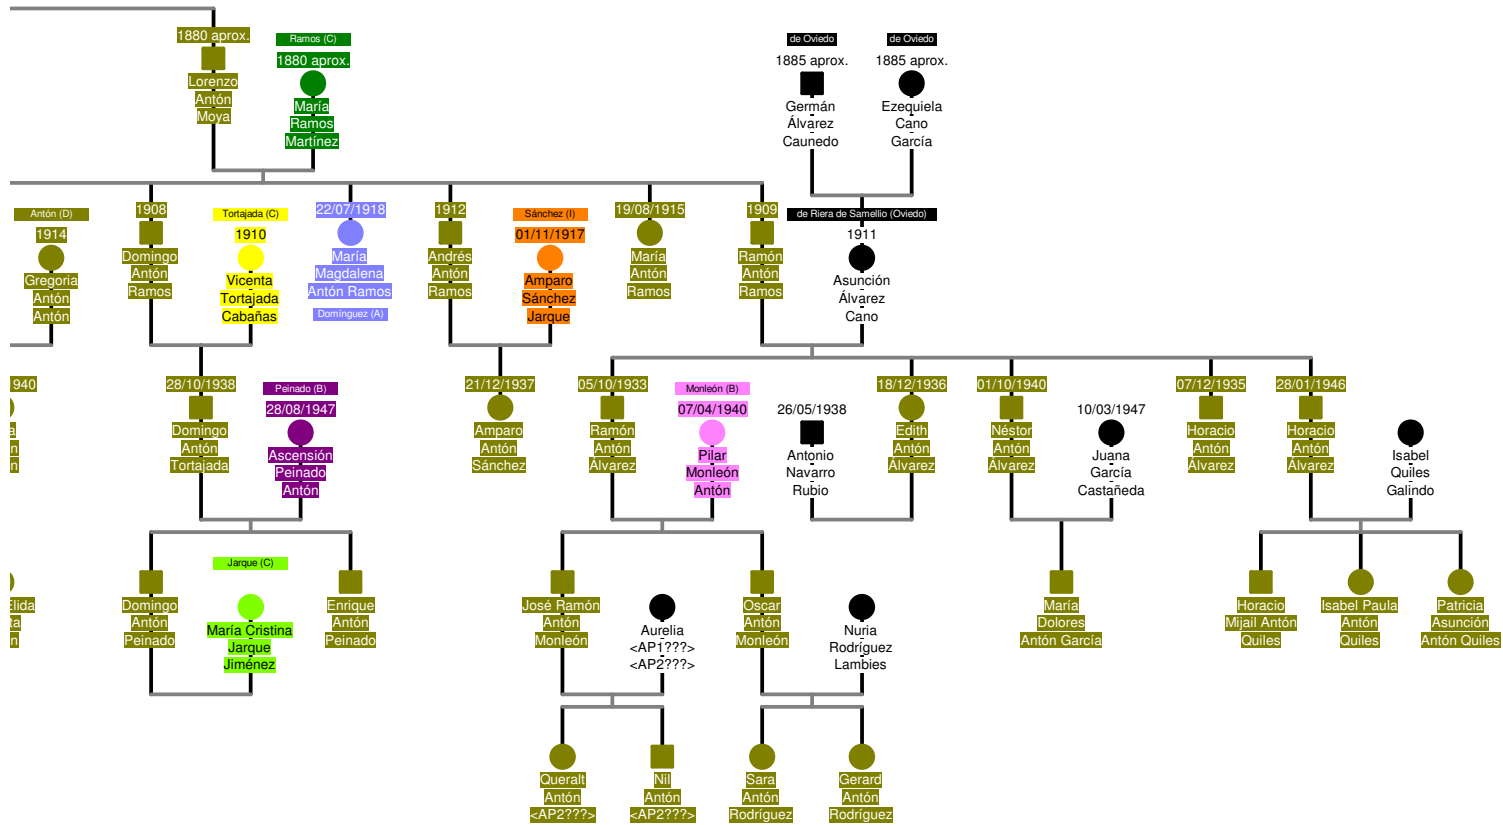 1880 aprox.
Lorenzo
Antón
Moya
Ramos (C)
1880 aprox.
María
Ramos
Martínez
de Oviedo
1885 aprox.
Germán
Álvarez
Caunedo
de Oviedo
1885 aprox.
Ezequiela
Cano
García
Antón (D)
1914
Gregoria
Antón
Antón
1908
Domingo
Antón
Ramos
Tortajada (C)
1910
Vicenta
Tortajada
Cabañas
22/07/1918
María
Magdalena
Antón Ramos
Domínguez (A)
1912
Andrés
Antón
Ramos
Sánchez (I)
01/11/1917
Amparo
Sánchez
Jarque
19/08/1915
María
Antón
Ramos
1909
Ramón
Antón
Ramos
de Riera de Samellio (Oviedo)
1911
Asunción
Álvarez
Cano
940
28/10/1938
Domingo
Antón
Tortajada
Peinado (B)
28/08/1947
Ascensión
Peinado
Antón
21/12/1937
Amparo
Antón
Sánchez
05/10/1933
Ramón
Antón
Álvarez
Monleón (B)
07/04/1940
Pilar
Monleón
Antón
26/05/1938
Antonio
Navarro
Rubio
18/12/1936
Edith
Antón
Álvarez
01/10/1940
Néstor
Antón
Álvarez
10/03/1947
Juana
García
Castañeda
07/12/1935
Horacio
Antón
Álvarez
28/01/1946
Horacio
Antón
Álvarez
Isabel
Quiles
Galindo
Élida
ta
n
Domingo
Antón
Peinado
Jarque (C)
María Cristina
Jarque
Jiménez
Enrique
Antón
Peinado
José Ramón
Antón
Monleón
Aurelia
<AP1???>
<AP2???>
Oscar
Antón
Monleón
Nuria
Rodríguez
Lambies
María
Dolores
Antón García
Horacio
Mijail Antón
Quiles
Isabel Paula
Antón
Quiles
Patricia
Asunción
Antón Quiles
Queralt
Antón
<AP2???>
Nil
Antón
<AP2???>
Sara
Antón
Rodríguez
Gerard
Antón
Rodríguez